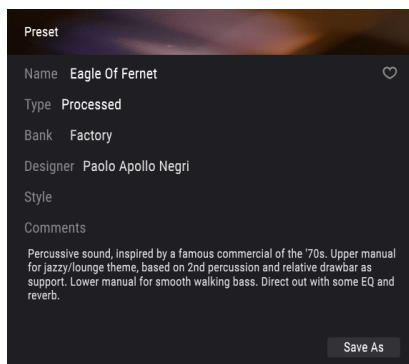 Preset
Name Eagle Of Fernet
Type Processed
Bank Factory
Designer Paolo Apollo Negri
Style
Comments
Percussive sound, inspired by a famous commercial of the '70s. Upper manual
for jazzy/lounge theme, based on 2nd percussion and relative drawbar as
support. Lower manual for smooth walking bass. Direct out with some EQ and
reverb.
Save As